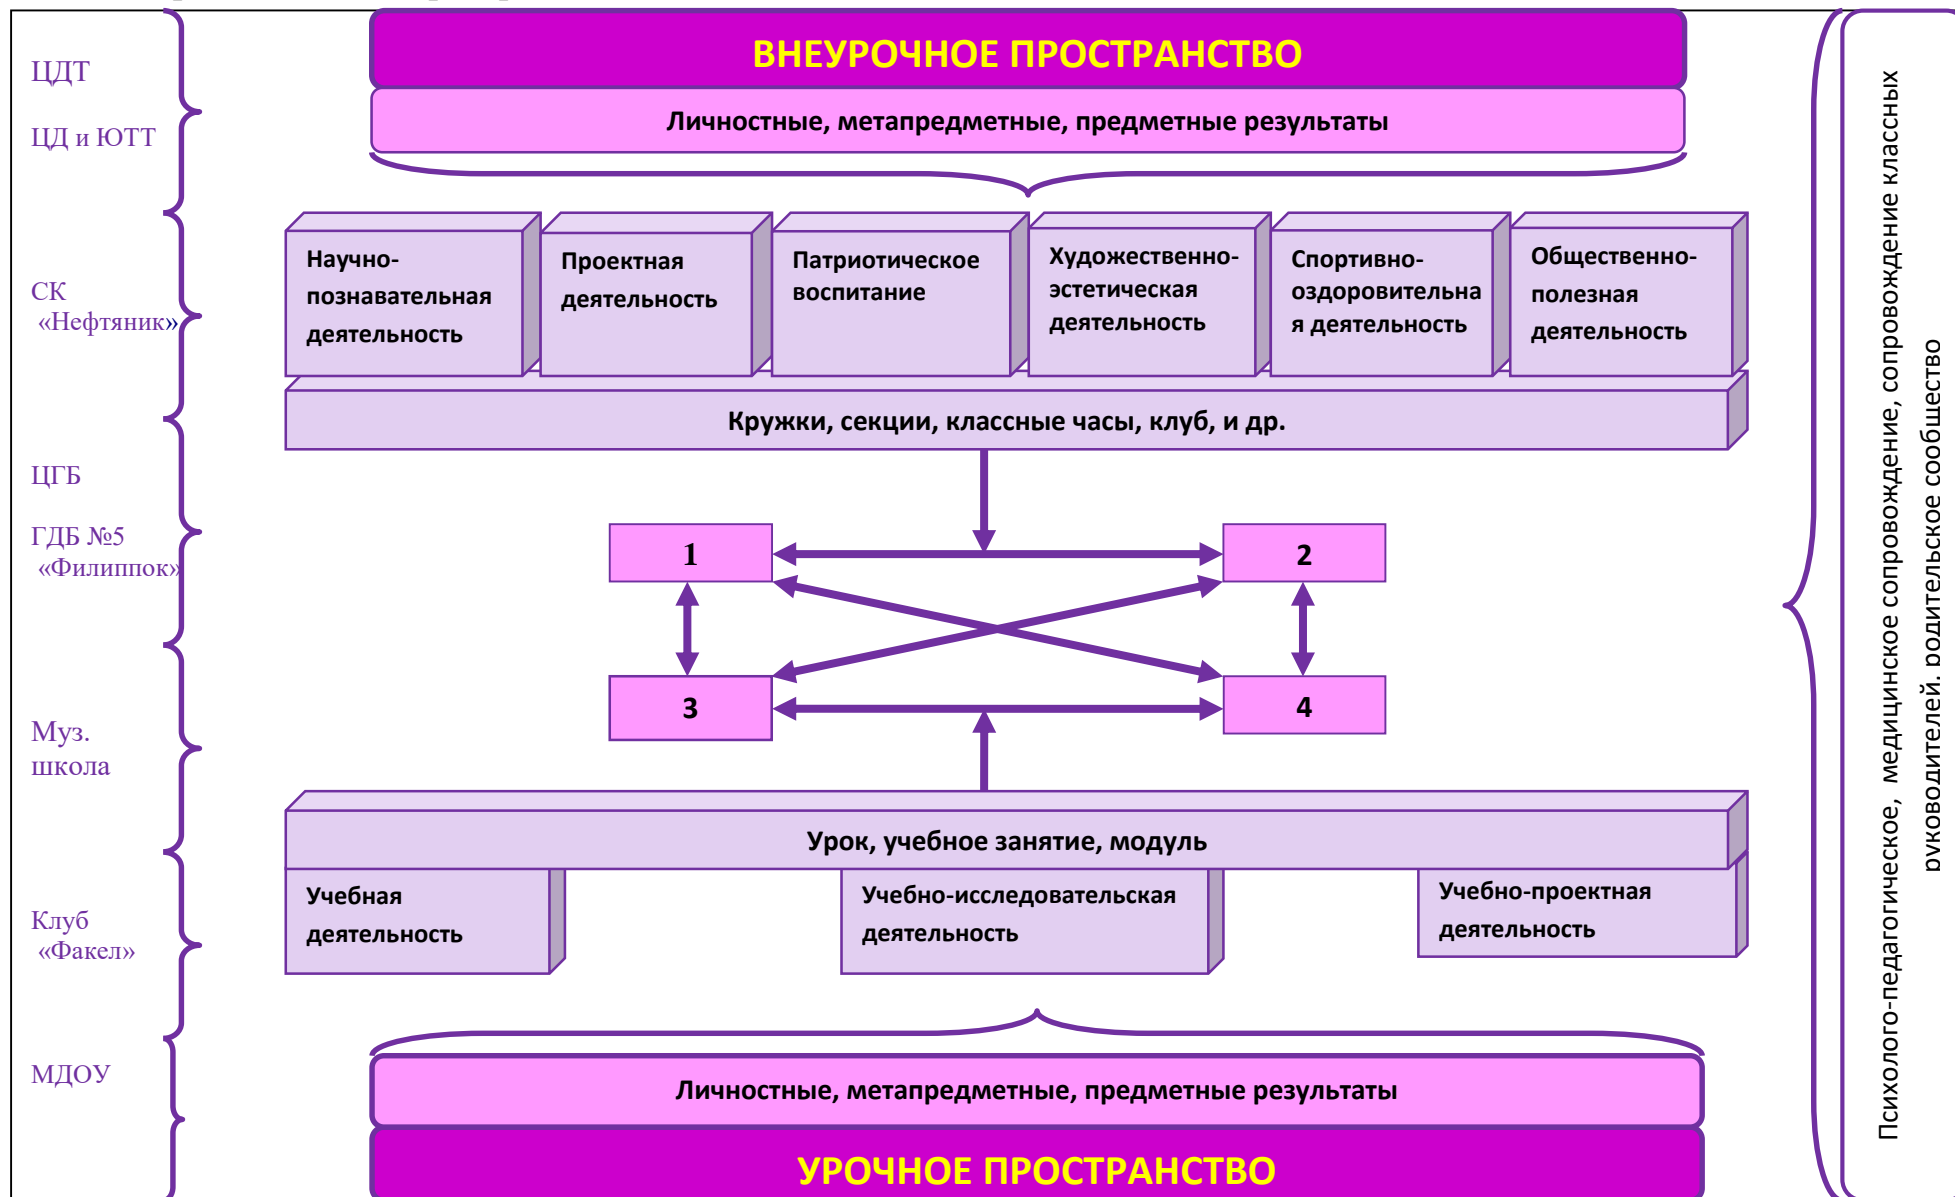 ВНЕУРОЧНОЕ ПРОСТРАНСТВО
Личностные, метапредметные, предметные результаты
ЦДТ
ЦД и ЮТТ
СК
«Нефтяник»
ЦГБ
ГДБ №5
«Филиппок»
Муз.
школа
Клуб
«Факел»
МДОУ
Научно-
познавательная
деятельность
Проектная
деятельность
Патриотическое
воспитание
Художественно-
эстетическая
деятельность
Спортивно-
оздоровительна
я деятельность
Общественно-
полезная
деятельность
Кружки, секции, классные часы, клуб, и др.
1
2
3
4
Урок, учебное занятие, модуль
Учебная
деятельность
Учебно-исследовательская
деятельность
Учебно-проектная
деятельность
Личностные, метапредметные, предметные результаты
УРОЧНОЕ ПРОСТРАНСТВО
Психолого-педагогическое, медицинское сопровождение, сопровождение классных
руководителей. родительское сообщество